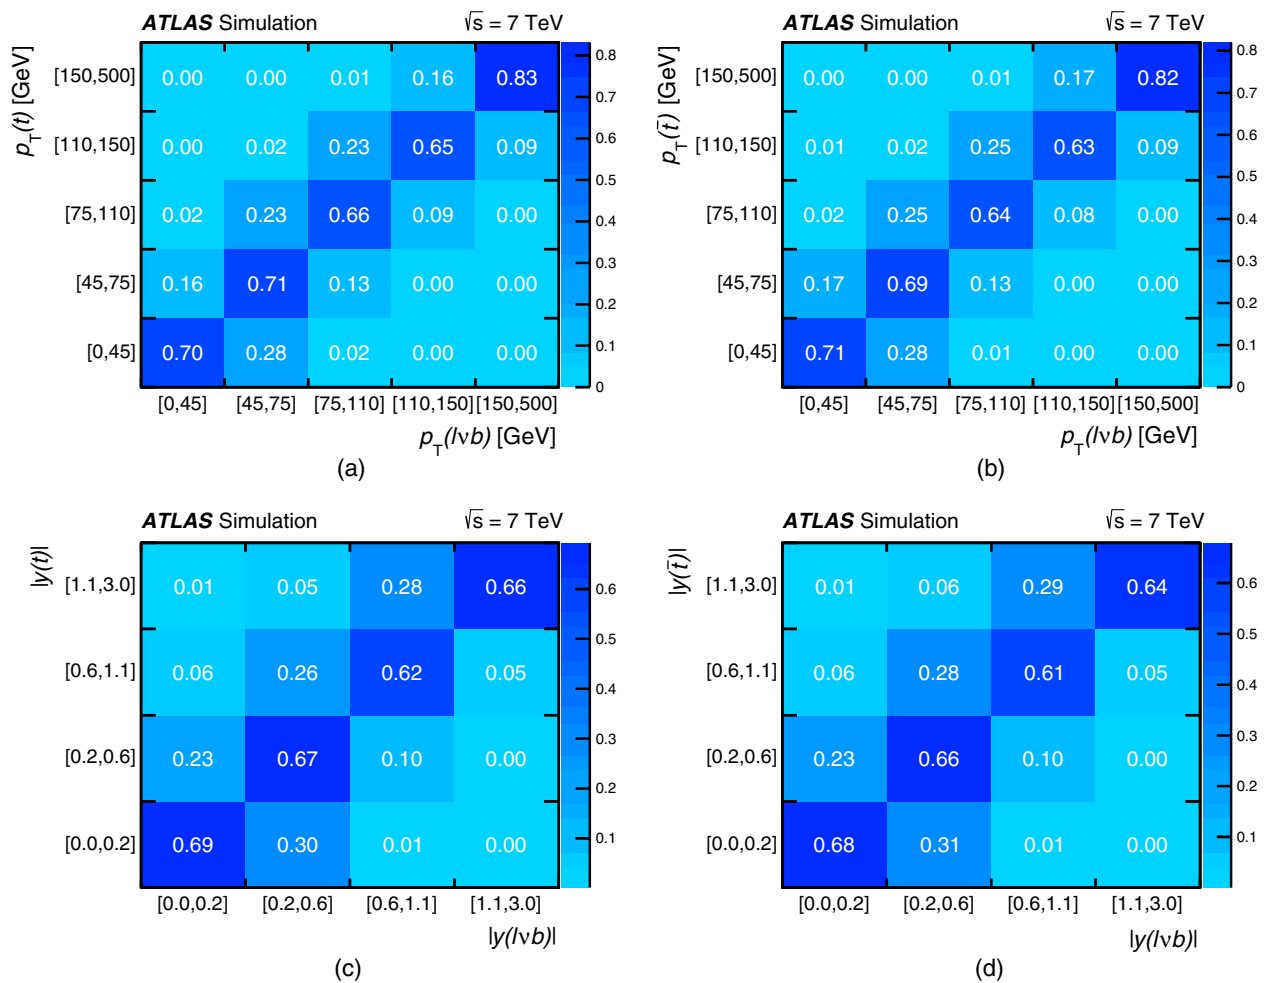 ATLAS Simulation √s = 7 TeV
p_T(t) [GeV]
[150,500] 0.00 0.00 0.01 0.16 0.83
[110,150] 0.00 0.02 0.23 0.65 0.09
[75,110] 0.02 0.23 0.66 0.09 0.00
[45,75] 0.16 0.71 0.13 0.00 0.00
[0,45] 0.70 0.28 0.02 0.00 0.00
[0,45] [45,75] [75,110] [110,150] [150,500]
p_T(lνb) [GeV]
0.8
0.7
0.6
0.5
0.4
0.3
0.2
0.1
0
(a)
ATLAS Simulation √s = 7 TeV
p_T(t̄) [GeV]
[150,500] 0.00 0.00 0.01 0.17 0.82
[110,150] 0.01 0.02 0.25 0.63 0.09
[75,110] 0.02 0.25 0.64 0.08 0.00
[45,75] 0.17 0.69 0.13 0.00 0.00
[0,45] 0.71 0.28 0.01 0.00 0.00
[0,45] [45,75] [75,110] [110,150] [150,500]
p_T(lνb) [GeV]
0.8
0.7
0.6
0.5
0.4
0.3
0.2
0.1
0
(b)
ATLAS Simulation √s = 7 TeV
|y(t)|
[1.1,3.0] 0.01 0.05 0.28 0.66
[0.6,1.1] 0.06 0.26 0.62 0.05
[0.2,0.6] 0.23 0.67 0.10 0.00
[0.0,0.2] 0.69 0.30 0.01 0.00
[0.0,0.2] [0.2,0.6] [0.6,1.1] [1.1,3.0]
|y(lνb)|
0.6
0.5
0.4
0.3
0.2
0.1
(c)
ATLAS Simulation √s = 7 TeV
|y(t̄)|
[1.1,3.0] 0.01 0.06 0.29 0.64
[0.6,1.1] 0.06 0.28 0.61 0.05
[0.2,0.6] 0.23 0.66 0.10 0.00
[0.0,0.2] 0.68 0.31 0.01 0.00
[0.0,0.2] [0.2,0.6] [0.6,1.1] [1.1,3.0]
|y(lνb)|
0.6
0.5
0.4
0.3
0.2
0.1
(d)